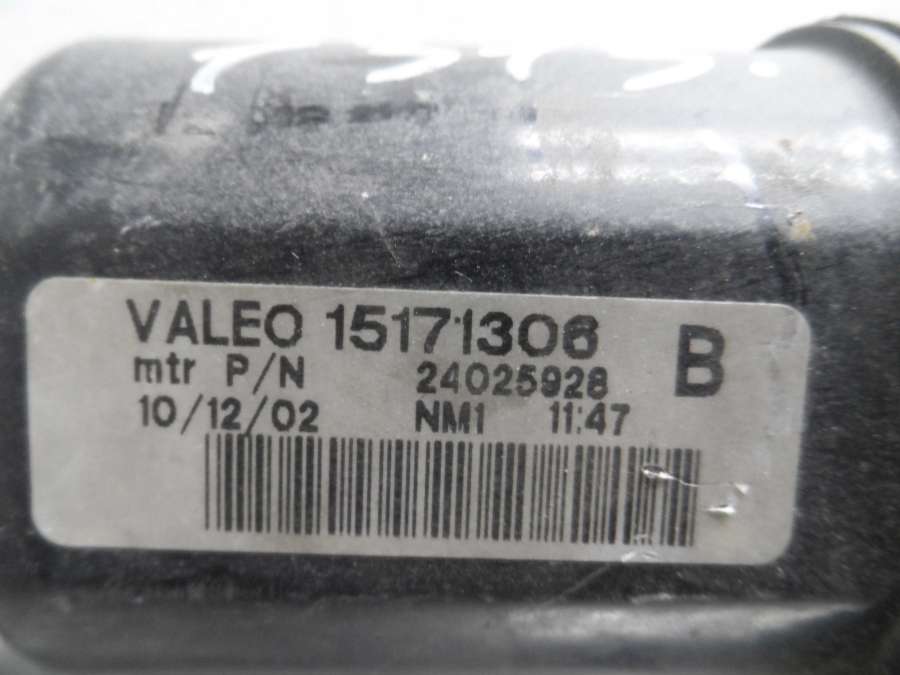 VALEO 15171306 B
mtr P/N 24025928
10/12/02 NM1 11:47